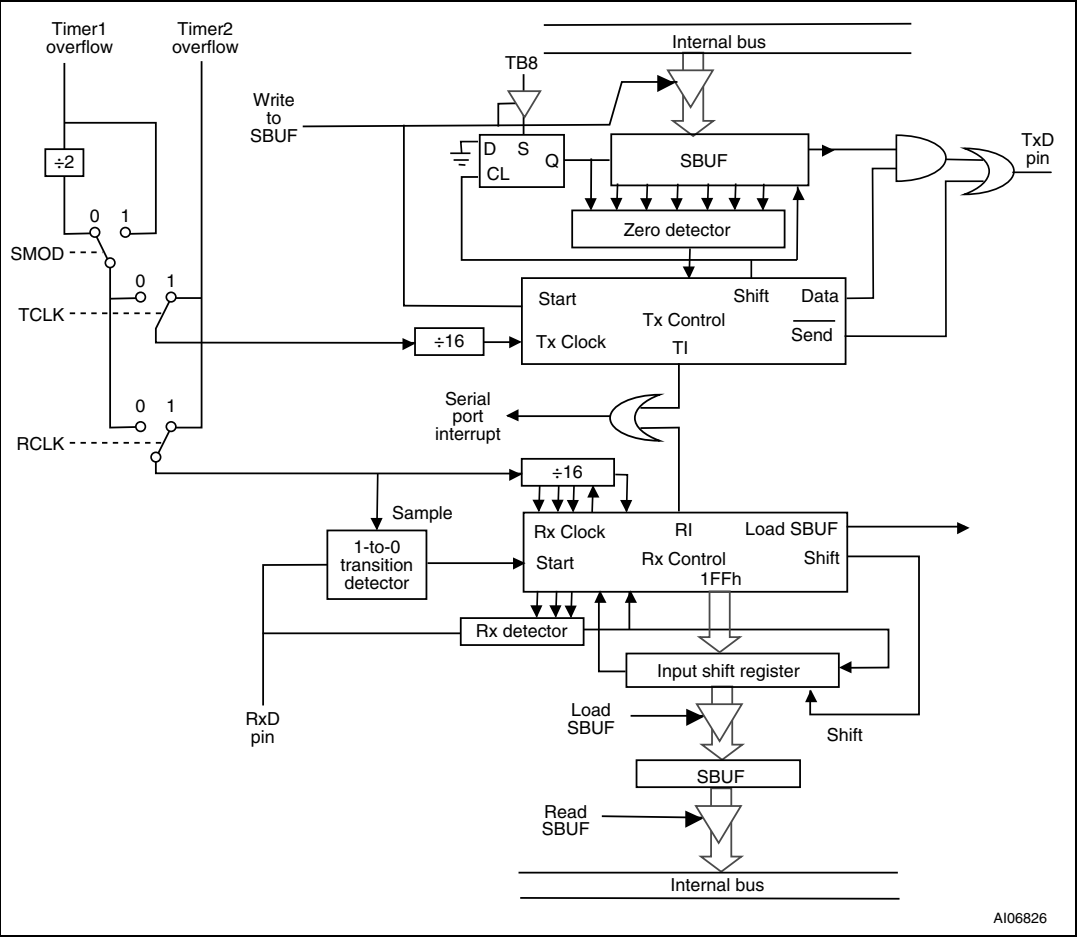 Timer1
overflow
Timer2
overflow
Internal bus
TB8
Write
to
SBUF
÷2
D
S
Q
CL
SBUF
TxD
pin
0
1
SMOD
Zero detector
0
1
TCLK
Start
Shift
Data
Tx Control
Send
÷16
Tx Clock
TI
Serial
port
interrupt
0
1
RCLK
÷16
Sample
Rx Clock
RI
Load SBUF
1-to-0
transition
detector
Start
Rx Control
Shift
1FFh
Rx detector
Input shift register
RxD
pin
Load
SBUF
Shift
SBUF
Read
SBUF
Internal bus
AI06826